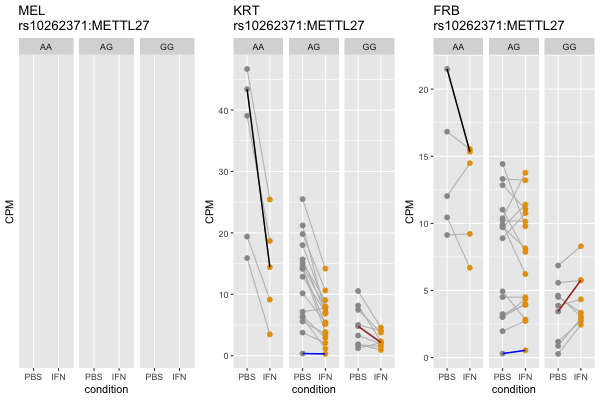 MEL
rs10262371:METTL27
AA AG GG
CPM
PBS IFN PBS IFN PBS IFN
condition
KRT
rs10262371:METTL27
AA AG GG
CPM
40
30
20
10
0
PBS IFN PBS IFN PBS IFN
condition
FRB
rs10262371:METTL27
AA AG GG
CPM
20
15
10
5
0
PBS IFN PBS IFN PBS IFN
condition